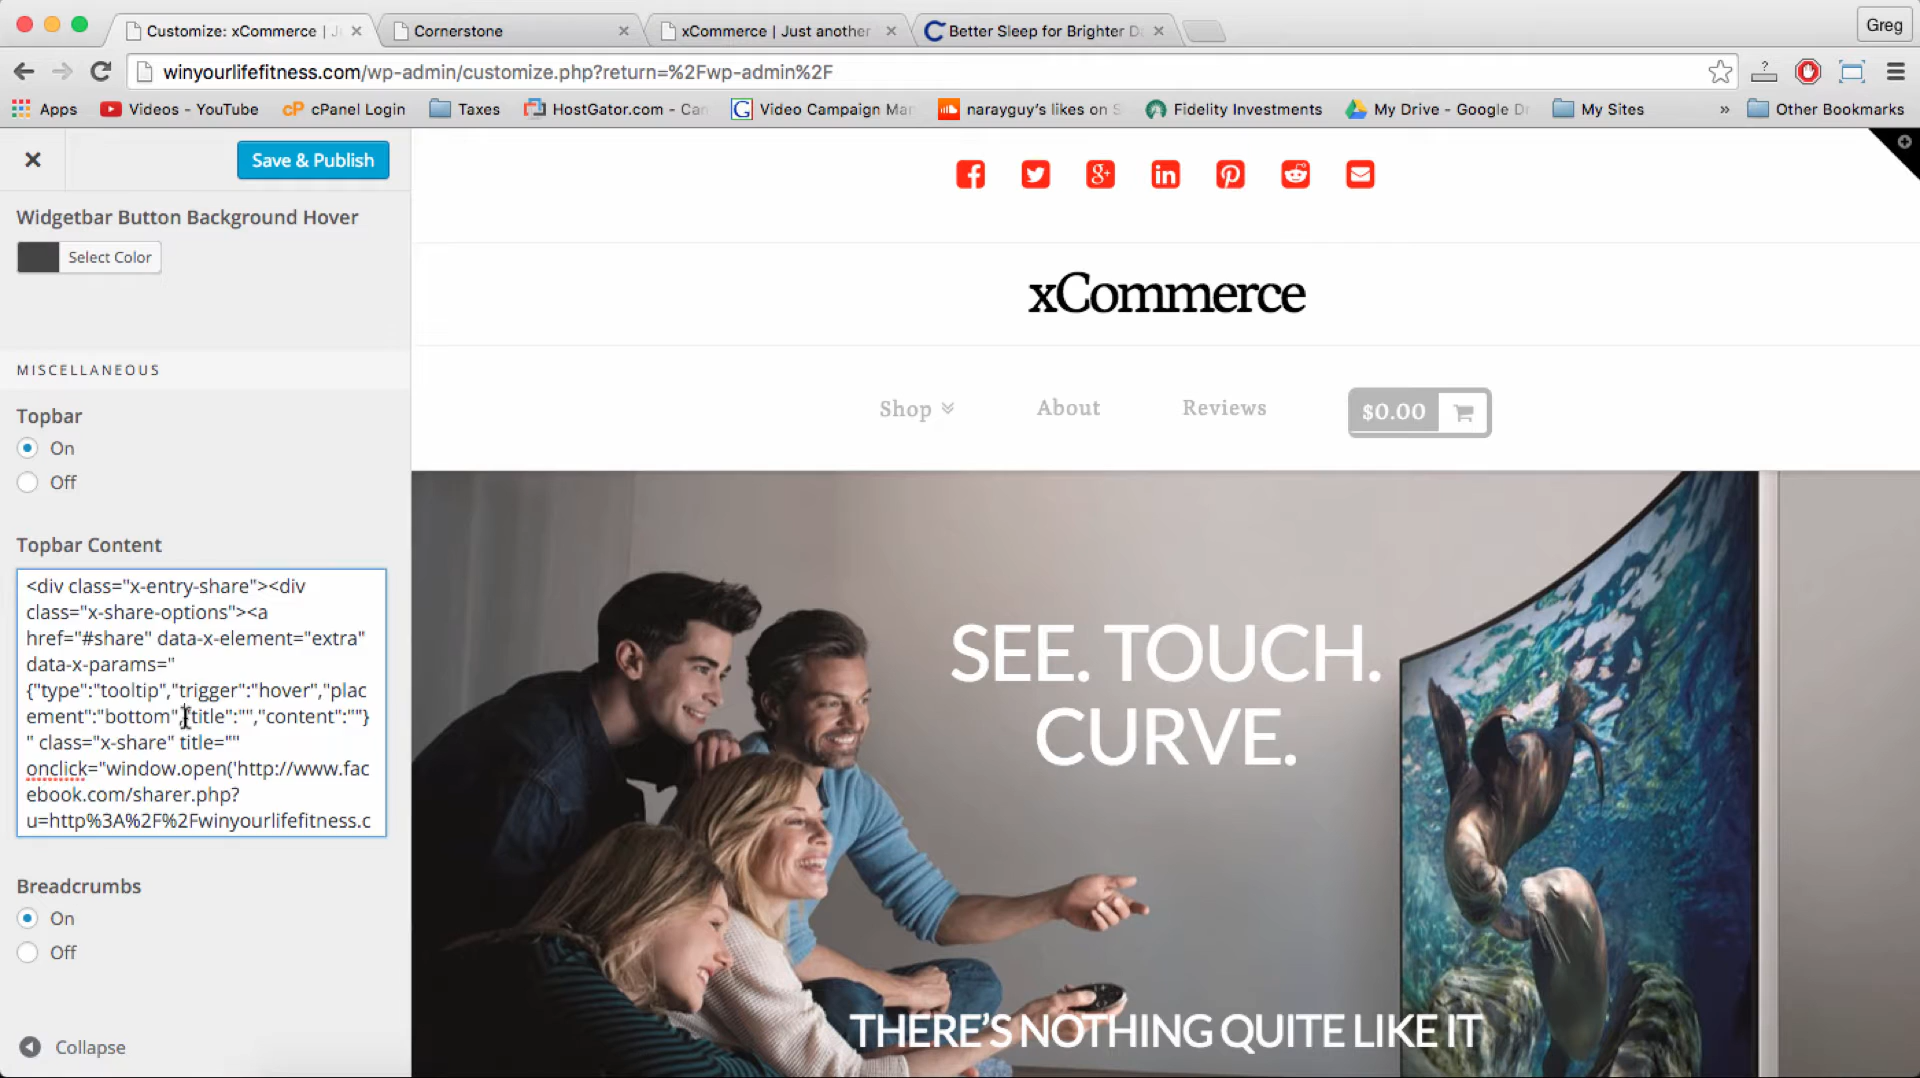 Customize: xCommerce | J
Cornerstone
xCommerce | Just another
Better Sleep for Brighter D
Greg
winyourlifefitness.com/wp-admin/customize.php?return=%2Fwp-admin%2F
Apps
Videos - YouTube
cP
cPanel Login
Taxes
HostGator.com - Can
G
Video Campaign Man
narayguy's likes on S
Fidelity Investments
My Drive - Google Dr
My Sites
»
Other Bookmarks
Save & Publish
Widgetbar Button Background Hover
Select Color
MISCELLANEOUS
Topbar
On
Off
Topbar Content
<div class="x-entry-share"><div
class="x-share-options"><a
href="#share" data-x-element="extra"
data-x-params="
{"type":"tooltip","trigger":"hover","plac
ement":"bottom","title":"","content":""}
" class="x-share" title=""
onclick="window.open('http://www.fac
ebook.com/sharer.php?
u=http%3A%2F%2Fwinyourlifefitness.c
Breadcrumbs
On
Off
Collapse
xCommerce
Shop
About
Reviews
$0.00
SEE. TOUCH.
CURVE.
THERE'S NOTHING QUITE LIKE IT